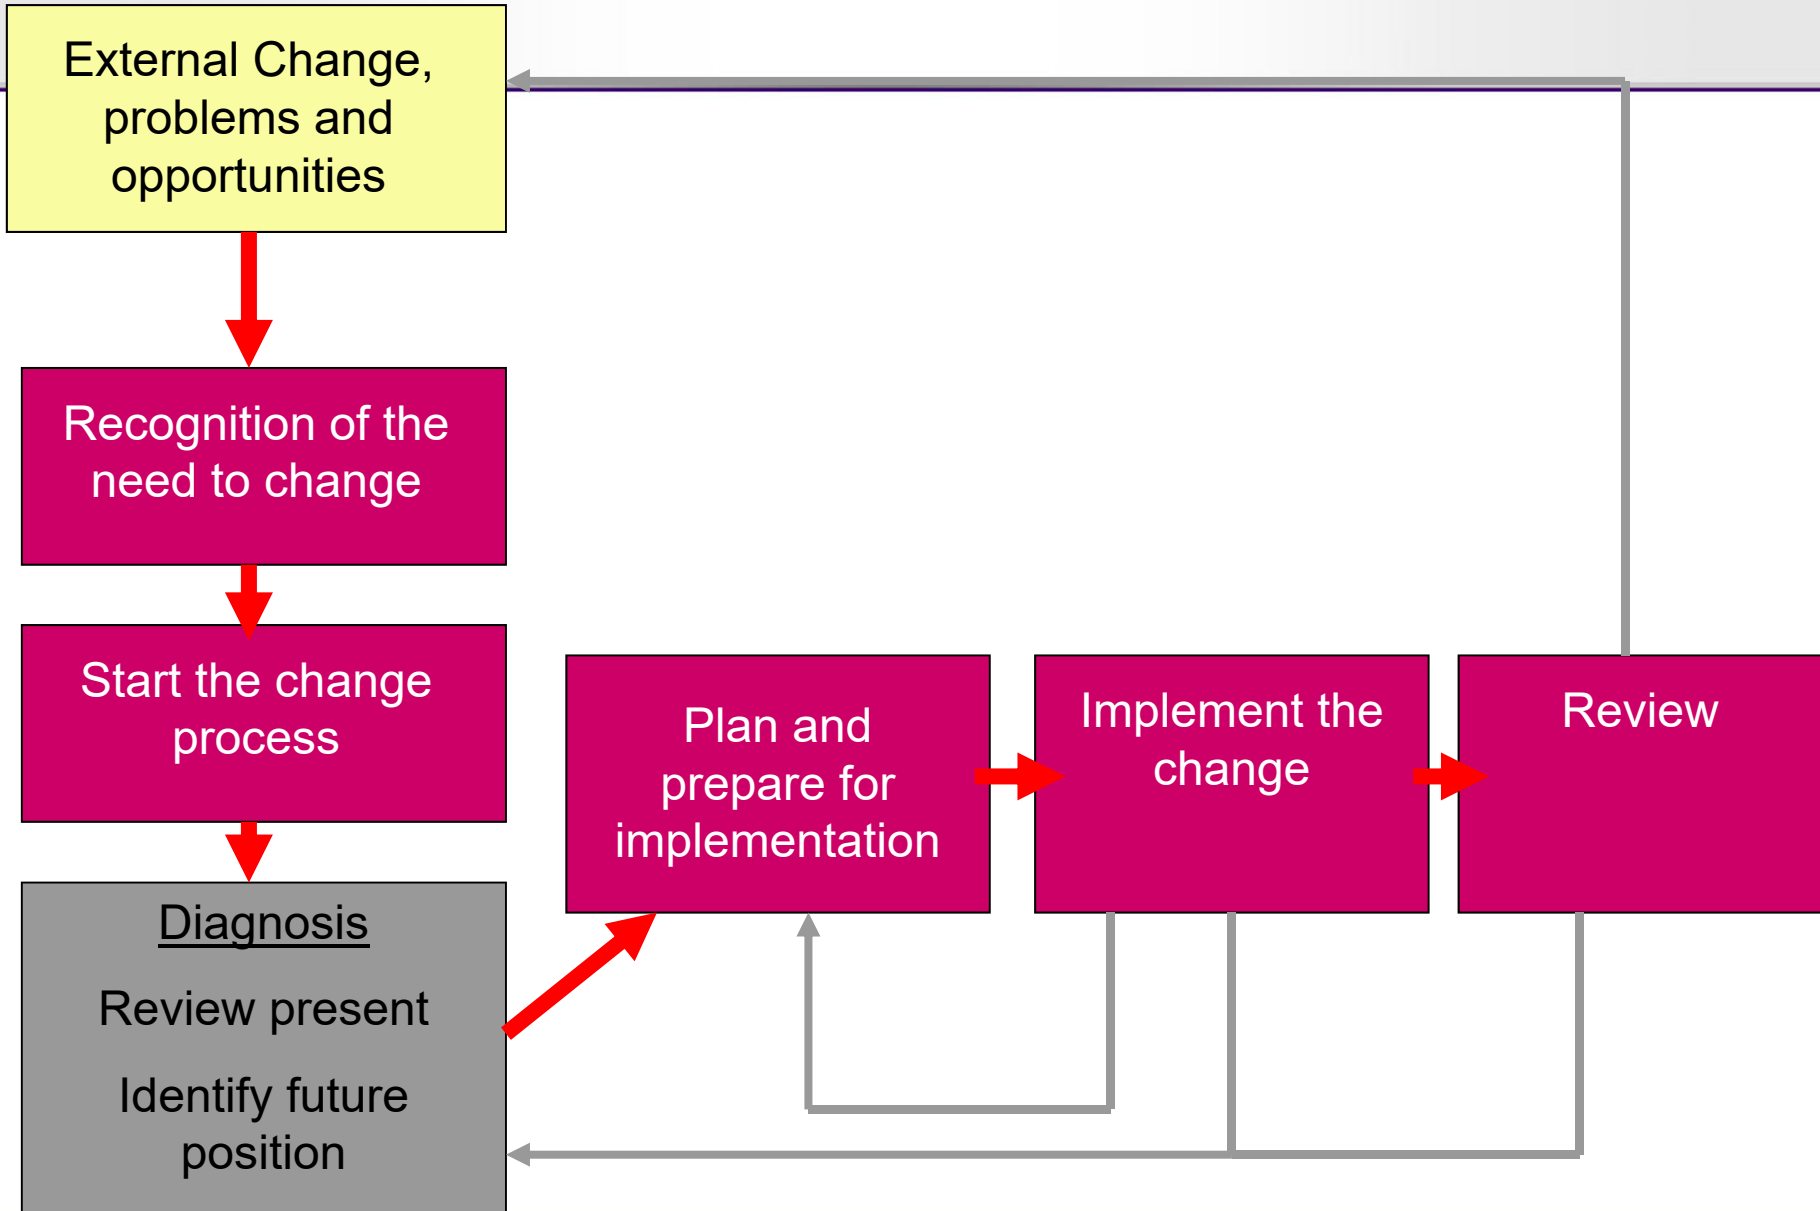 External Change,
problems and
opportunities
Recognition of the
need to change
Start the change
process
Diagnosis
Review present
Identify future
position
Plan and
prepare for
implementation
Implement the
change
Review